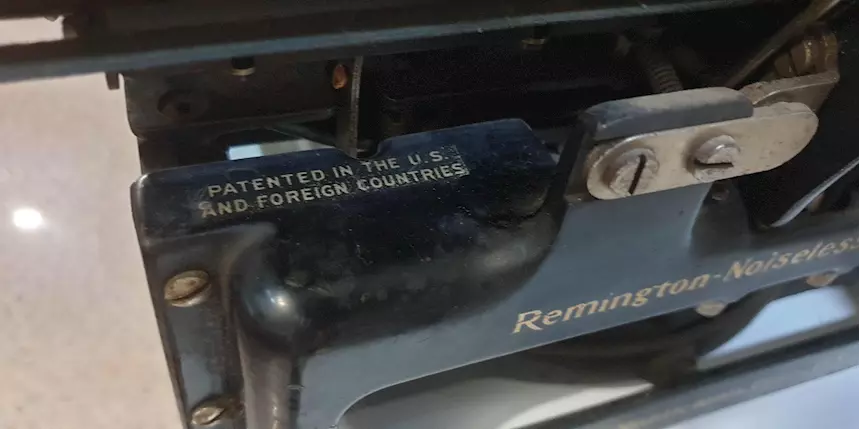 PATENTED IN THE U.S.
AND FOREIGN COUNTRIES
Remington-Noiseless